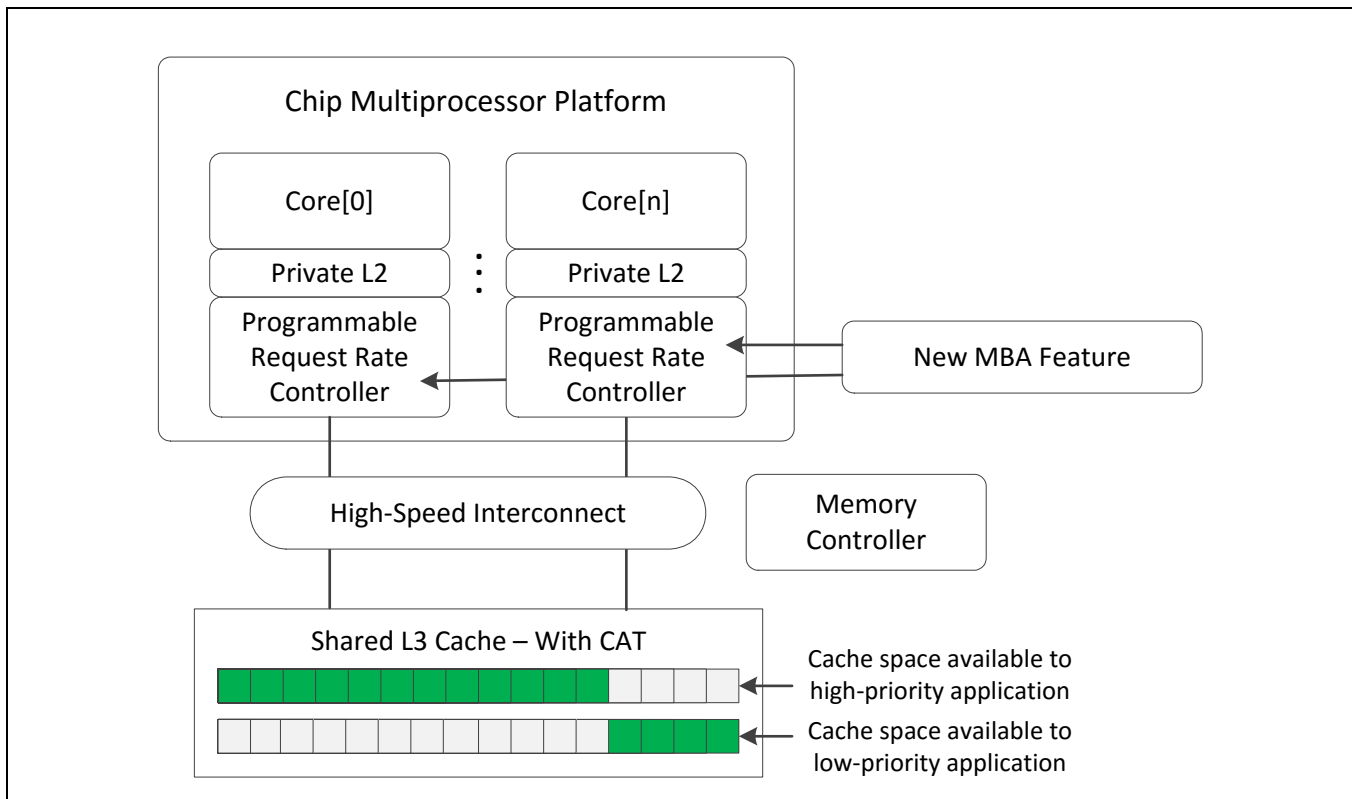 Chip Multiprocessor Platform
Core[0]
Core[n]
Private L2
Private L2
Programmable
Request Rate
Controller
Programmable
Request Rate
Controller
New MBA Feature
High-Speed Interconnect
Memory
Controller
Shared L3 Cache – With CAT
Cache space available to
high-priority application
Cache space available to
low-priority application